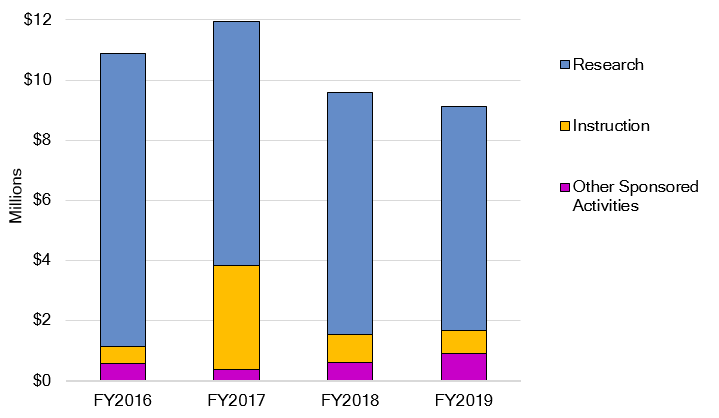 $12
$10
$8
$6
$4
$2
$0
Millions
FY2016
FY2017
FY2018
FY2019
Research
Instruction
Other Sponsored
Activities